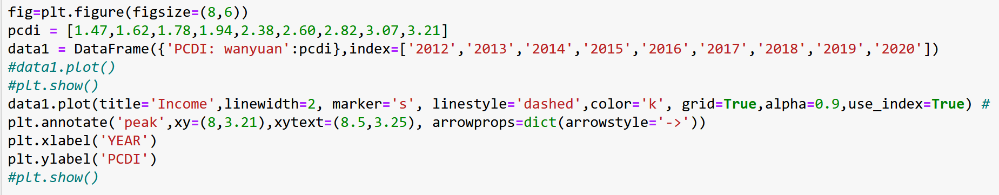 fig=plt.figure(figsize=(8,6))
pcdi = [1.47,1.62,1.78,1.94,2.38,2.60,2.82,3.07,3.21]
data1 = DataFrame({'PCDI: wanyuan':pcdi},index=['2012','2013','2014','2015','2016','2017','2018','2019','2020'])
#data1.plot()
#plt.show()
data1.plot(title='Income',linewidth=2, marker='s', linestyle='dashed',color='k', grid=True,alpha=0.9,use_index=True) #
plt.annotate('peak',xy=(8,3.21),xytext=(8.5,3.25), arrowprops=dict(arrowstyle='->'))
plt.xlabel('YEAR')
plt.ylabel('PCDI')
#plt.show()